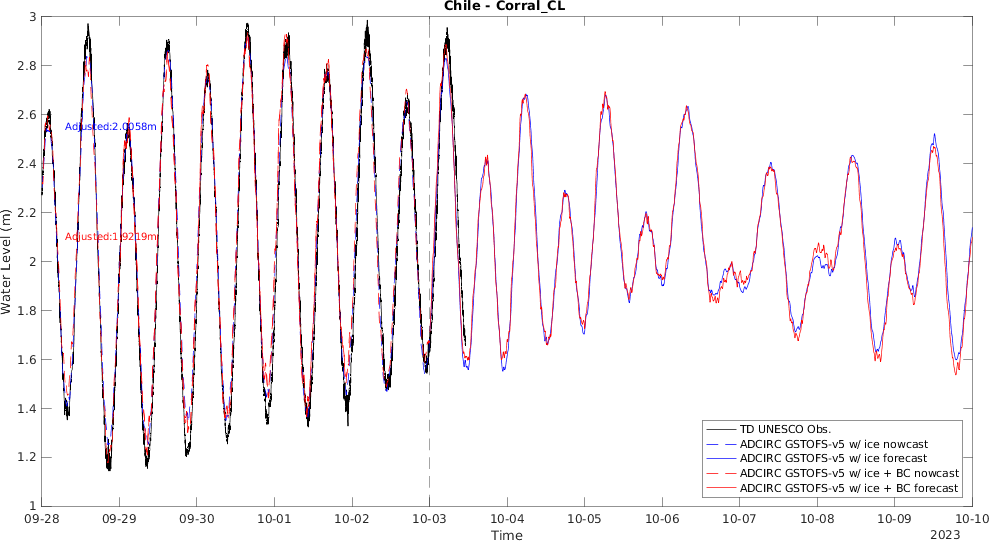 Chile - Corral_CL
Water Level (m)
3
2.8
2.6
2.4
2.2
2
1.8
1.6
1.4
1.2
1
Adjusted:2.0058m
Adjusted:1.9219m
TD UNESCO Obs.
ADCIRC GSTOFS-v5 w/ ice nowcast
ADCIRC GSTOFS-v5 w/ ice forecast
ADCIRC GSTOFS-v5 w/ ice + BC nowcast
ADCIRC GSTOFS-v5 w/ ice + BC forecast
09-28 09-29 09-30 10-01 10-02 10-03 10-04 10-05 10-06 10-07 10-08 10-09 10-10
Time
2023